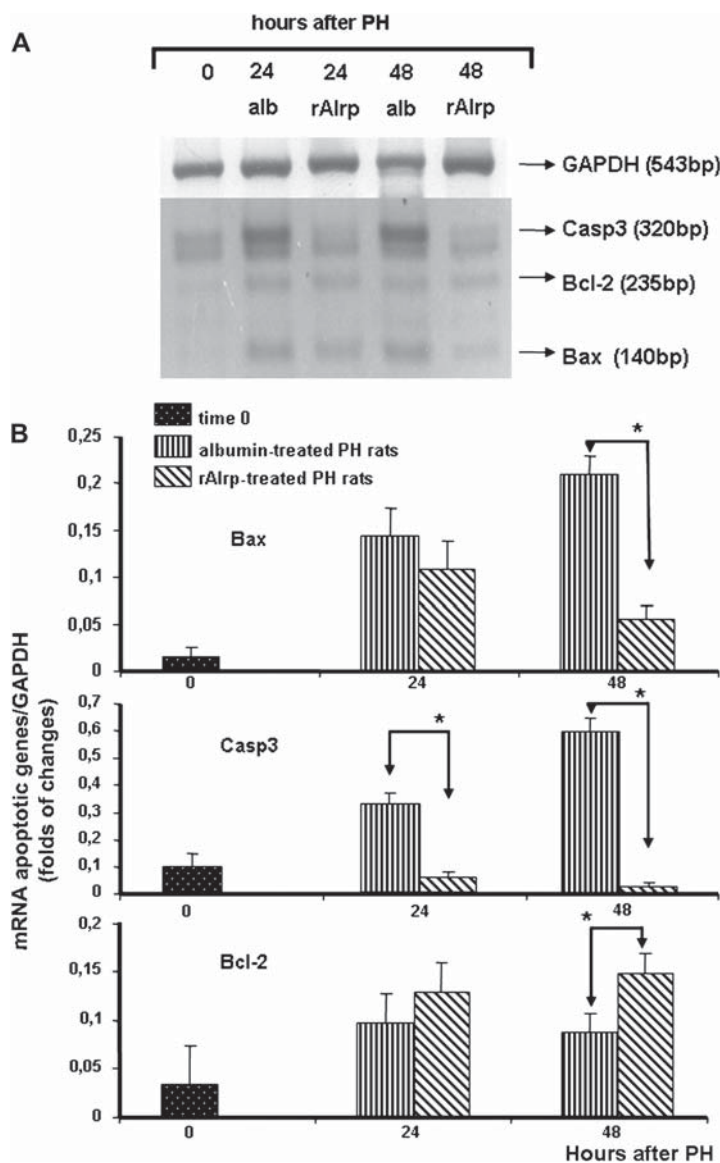 hours after PH
A
0 24 24 48 48
alb rAlrp alb rAlrp
GAPDH (543bp)
Casp3 (320bp)
Bcl-2 (235bp)
Bax (140bp)
B
time 0
albumin-treated PH rats
rAlrp-treated PH rats
mRNA apoptotic genes/GAPDH
(folds of changes)
0,25
0,2
0,15
0,1
0,05
0
Bax
*
0 24 48
0,7
0,6
0,5
0,4
0,3
0,2
0,1
0
Casp3
* *
0 24 48
0,2
0,15
0,1
0,05
0
Bcl-2
*
0 24 48
Hours after PH